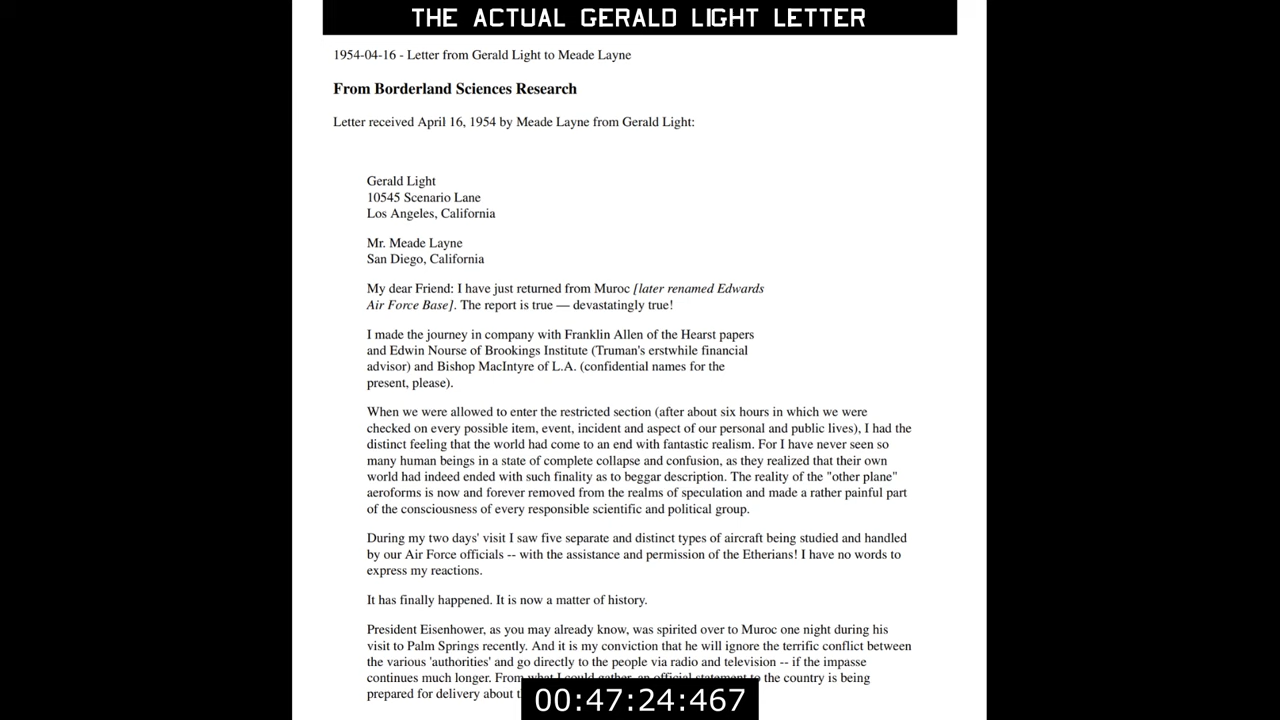 THE ACTUAL GERALD LIGHT LETTER
1954-04-16 - Letter from Gerald Light to Meade Layne
From Borderland Sciences Research
Letter received April 16, 1954 by Meade Layne from Gerald Light:
Gerald Light
10545 Scenario Lane
Los Angeles, California
Mr. Meade Layne
San Diego, California
My dear Friend: I have just returned from Muroc [later renamed Edwards
Air Force Base]. The report is true — devastatingly true!
I made the journey in company with Franklin Allen of the Hearst papers
and Edwin Nourse of Brookings Institute (Truman's erstwhile financial
advisor) and Bishop MacIntyre of L.A. (confidential names for the
present, please).
When we were allowed to enter the restricted section (after about six hours in which we were
checked on every possible item, event, incident and aspect of our personal and public lives), I had the
distinct feeling that the world had come to an end with fantastic realism. For I have never seen so
many human beings in a state of complete collapse and confusion, as they realized that their own
world had indeed ended with such finality as to beggar description. The reality of the "other plane"
aeroforms is now and forever removed from the realms of speculation and made a rather painful part
of the consciousness of every responsible scientific and political group.
During my two days' visit I saw five separate and distinct types of aircraft being studied and handled
by our Air Force officials -- with the assistance and permission of the Etherians! I have no words to
express my reactions.
It has finally happened. It is now a matter of history.
President Eisenhower, as you may already know, was spirited over to Muroc one night during his
visit to Palm Springs recently. And it is my conviction that he will ignore the terrific conflict between
the various 'authorities' and go directly to the people via radio and television -- if the impasse
continues much longer. From what I could gather, an official statement to the country is being
prepared for delivery about
00:47:24:467